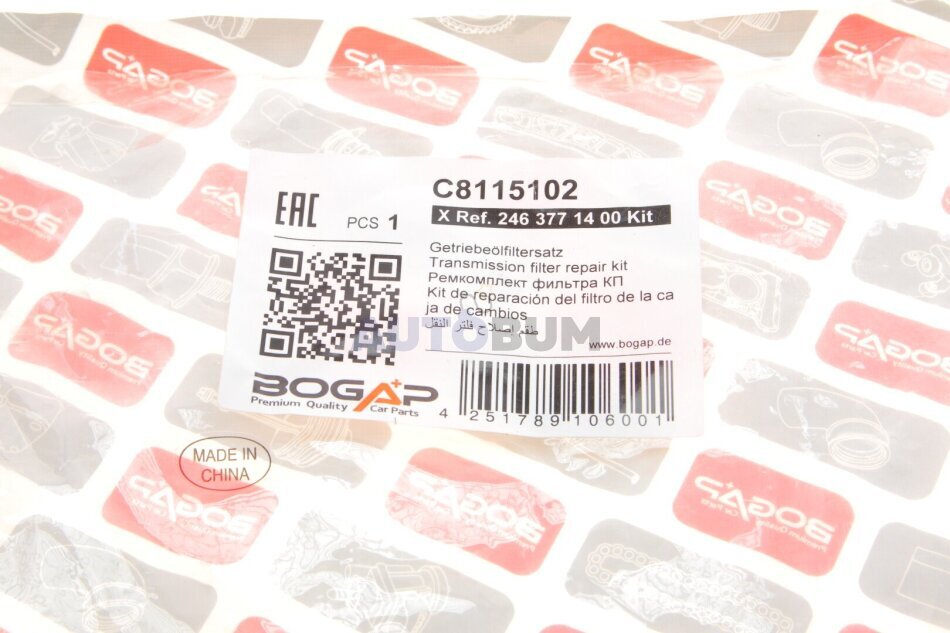 C8115102
EAC
PCS 1
X Ref. 246 377 14 00 Kit
Getriebeölfiltersatz
Transmission filter repair kit
Ремкомплект фильтра КП
Kit de reparación del filtro de la ca
ja de cambios
طقم اصلاح فلتر النقل
AUTOBUM
www.bogap.de
BOGAP
Premium Quality Car Parts
4 251789 106001
MADE IN
CHINA